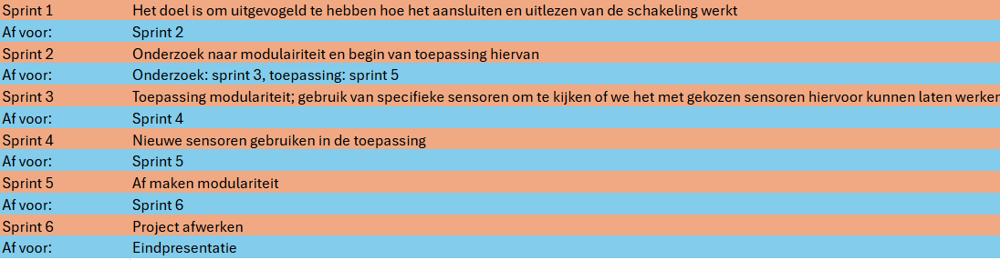 Sprint 1 Het doel is om uitgevogeld te hebben hoe het aansluiten en uitlezen van de schakeling werkt
Af voor: Sprint 2
Sprint 2 Onderzoek naar modulairiteit en begin van toepassing hiervan
Af voor: Onderzoek: sprint 3, toepassing: sprint 5
Sprint 3 Toepassing modulariteit; gebruik van specifieke sensoren om te kijken of we het met gekozen sensoren hiervoor kunnen laten werken
Af voor: Sprint 4
Sprint 4 Nieuwe sensoren gebruiken in de toepassing
Af voor: Sprint 5
Sprint 5 Af maken modulariteit
Af voor: Sprint 6
Sprint 6 Project afwerken
Af voor: Eindpresentatie